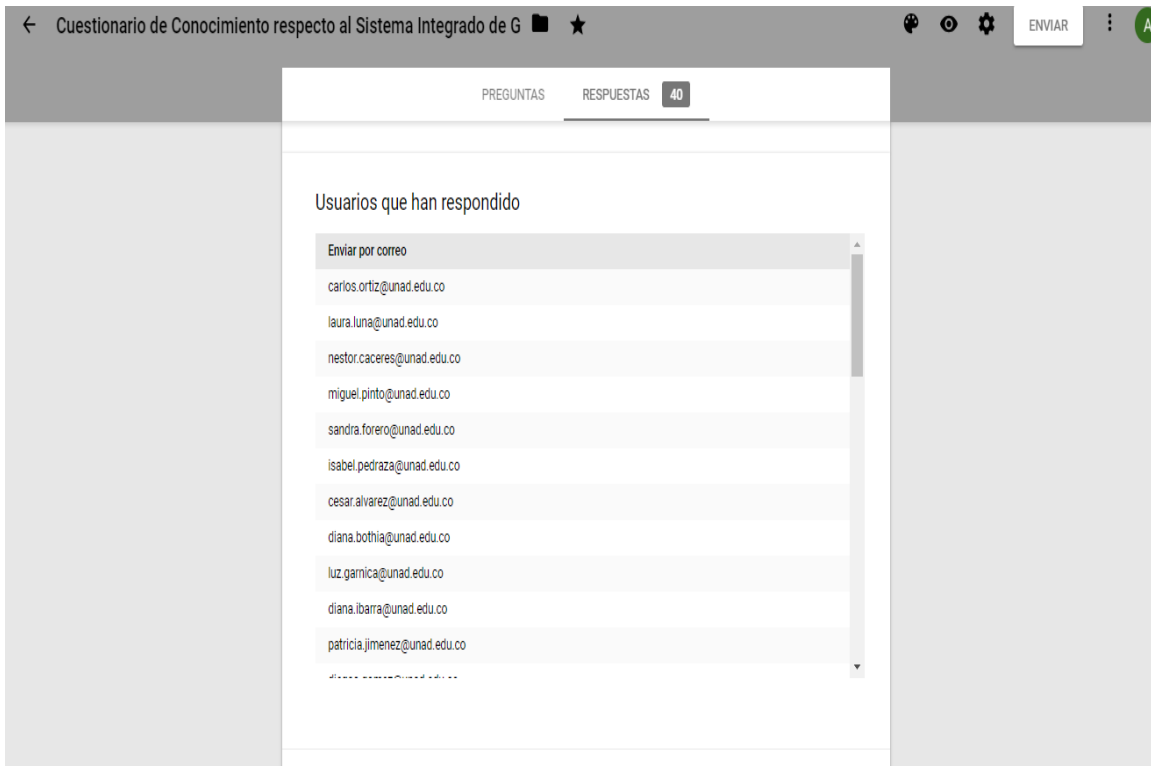 Cuestionario de Conocimiento respecto al Sistema Integrado de G
ENVIAR
A
PREGUNTAS
RESPUESTAS 40
Usuarios que han respondido
Enviar por correo
carlos.ortiz@unad.edu.co
laura.luna@unad.edu.co
nestor.caceres@unad.edu.co
miguel.pinto@unad.edu.co
sandra.forero@unad.edu.co
isabel.pedraza@unad.edu.co
cesar.alvarez@unad.edu.co
diana.bothia@unad.edu.co
luz.garnica@unad.edu.co
diana.ibarra@unad.edu.co
patricia.jimenez@unad.edu.co